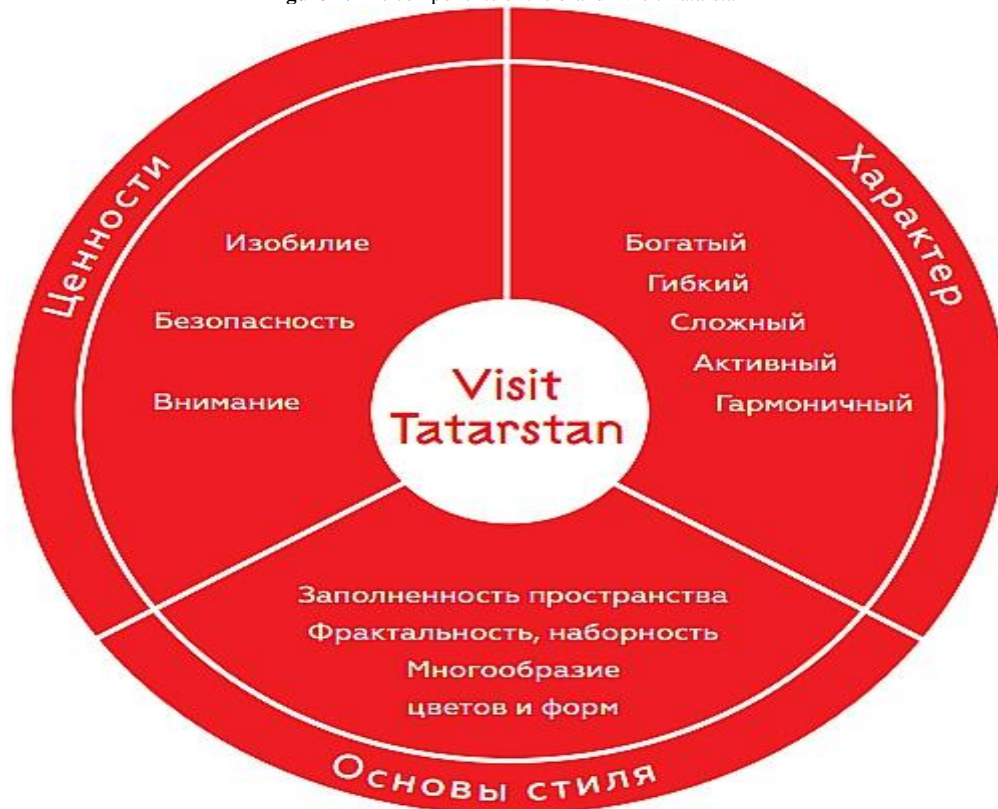 Ценности
Изобилие
Безопасность
Внимание
Характер
Богатый
Гибкий
Сложный
Активный
Гармоничный
Visit
Tatarstan
Заполненность пространства
Фрактальность, наборность
Многообразие
цветов и форм
Основы стиля